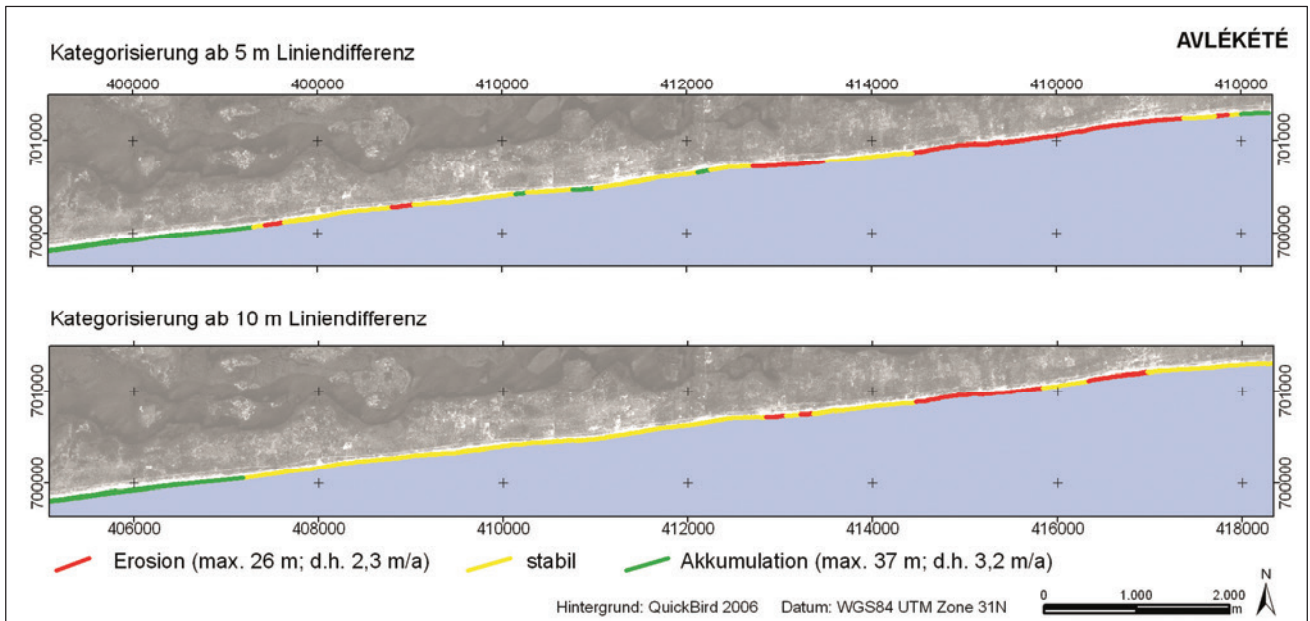 AVLÉKÉTÉ
Kategorisierung ab 5 m Liniendifferenz
400000 400000 410000 412000 414000 410000 410000
701000 701000
700000 700000
Kategorisierung ab 10 m Liniendifferenz
701000 701000
700000 700000
406000 408000 410000 412000 414000 416000 418000
Erosion (max. 26 m; d.h. 2,3 m/a) stabil Akkumulation (max. 37 m; d.h. 3,2 m/a)
N
Hintergrund: QuickBird 2006 Datum: WGS84 UTM Zone 31N 0 1.000 2.000
m